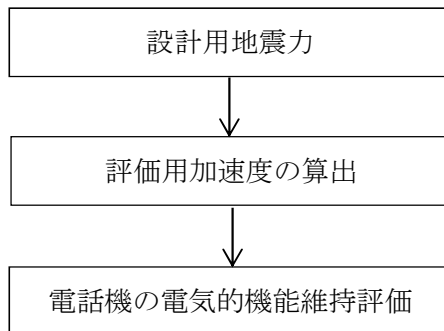 設計用地震力
評価用加速度の算出
電話機の電気的機能維持評価